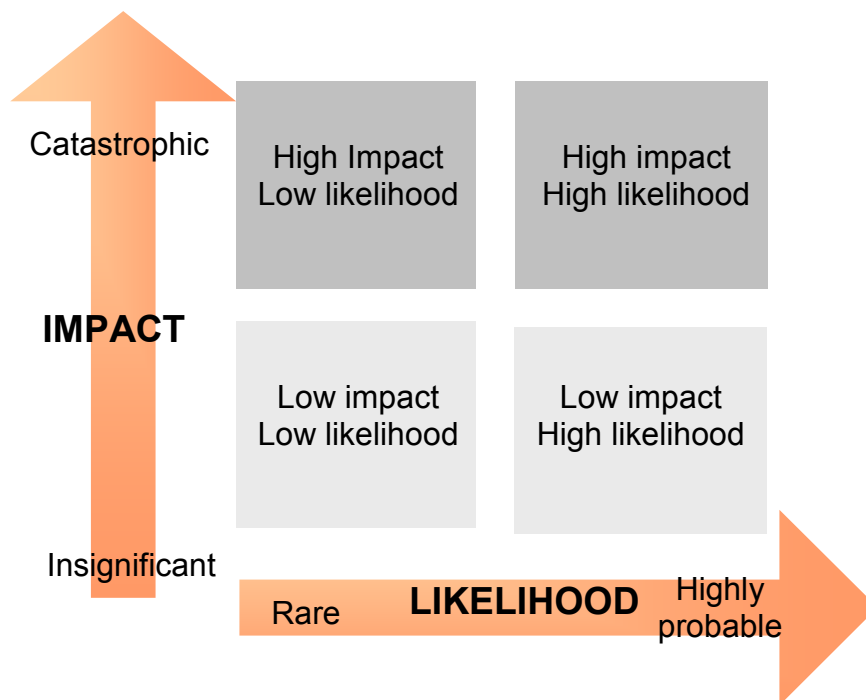 Catastrophic
High Impact
Low likelihood
High impact
High likelihood
IMPACT
Low impact
Low likelihood
Low impact
High likelihood
Insignificant
Rare
LIKELIHOOD
Highly
probable